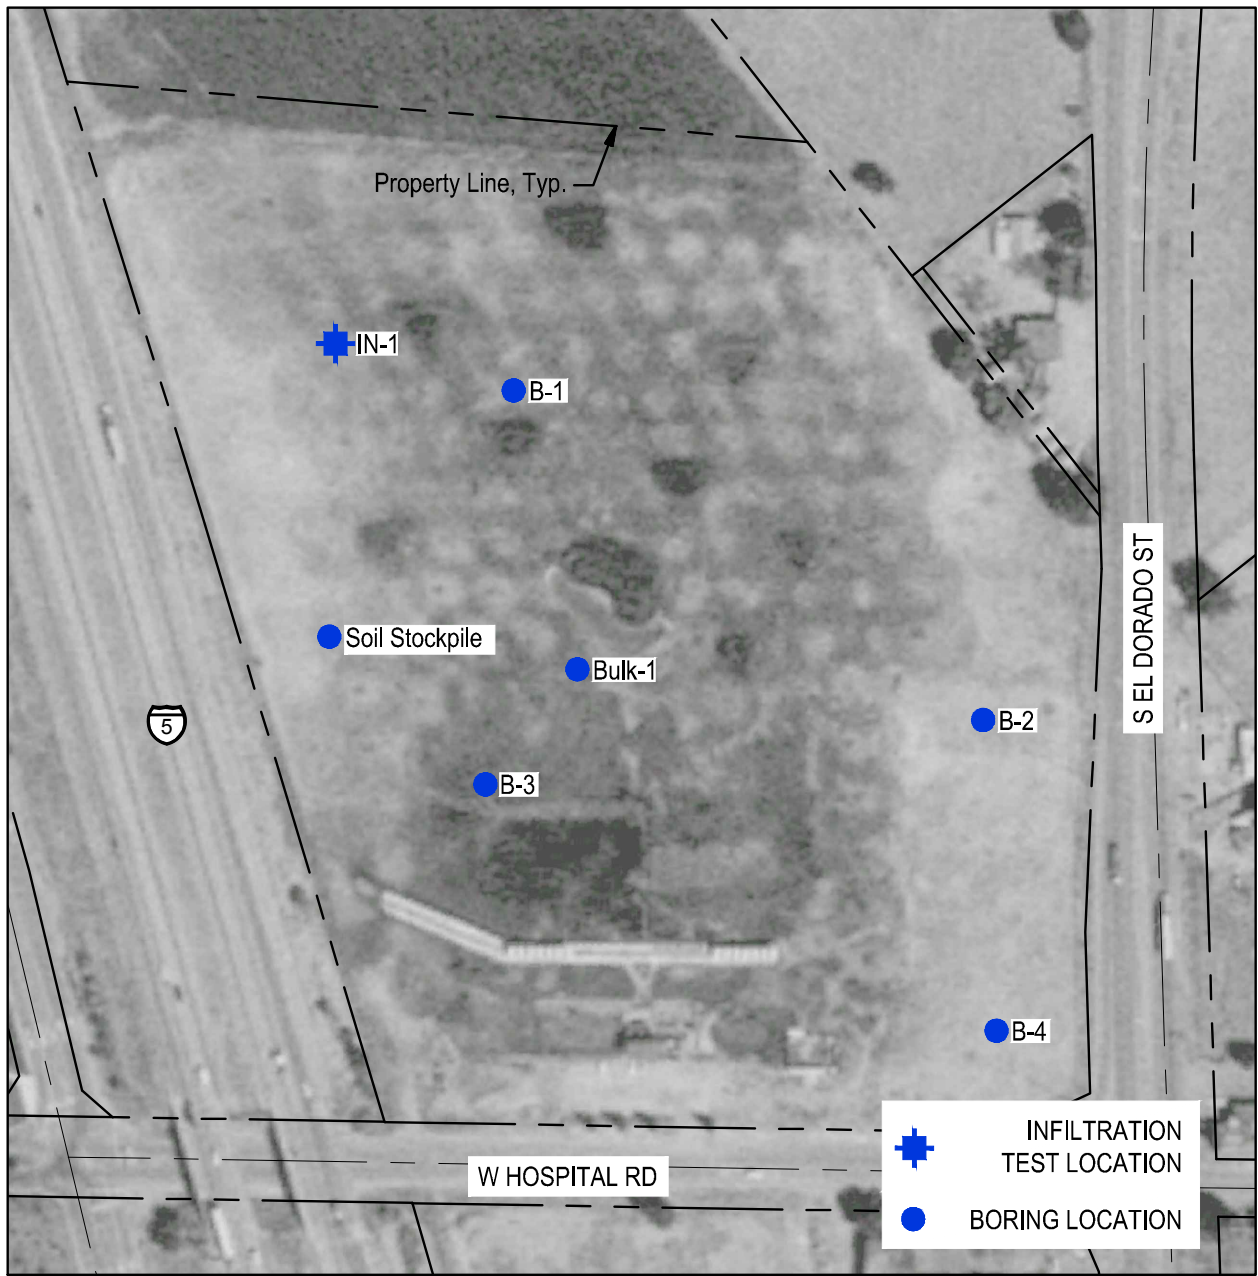 Property Line, Typ.
IN-1
B-1
S EL DORADO ST
Soil Stockpile
Bulk-1
5
B-2
B-3
B-4
W HOSPITAL RD
INFILTRATION
TEST LOCATION
BORING LOCATION